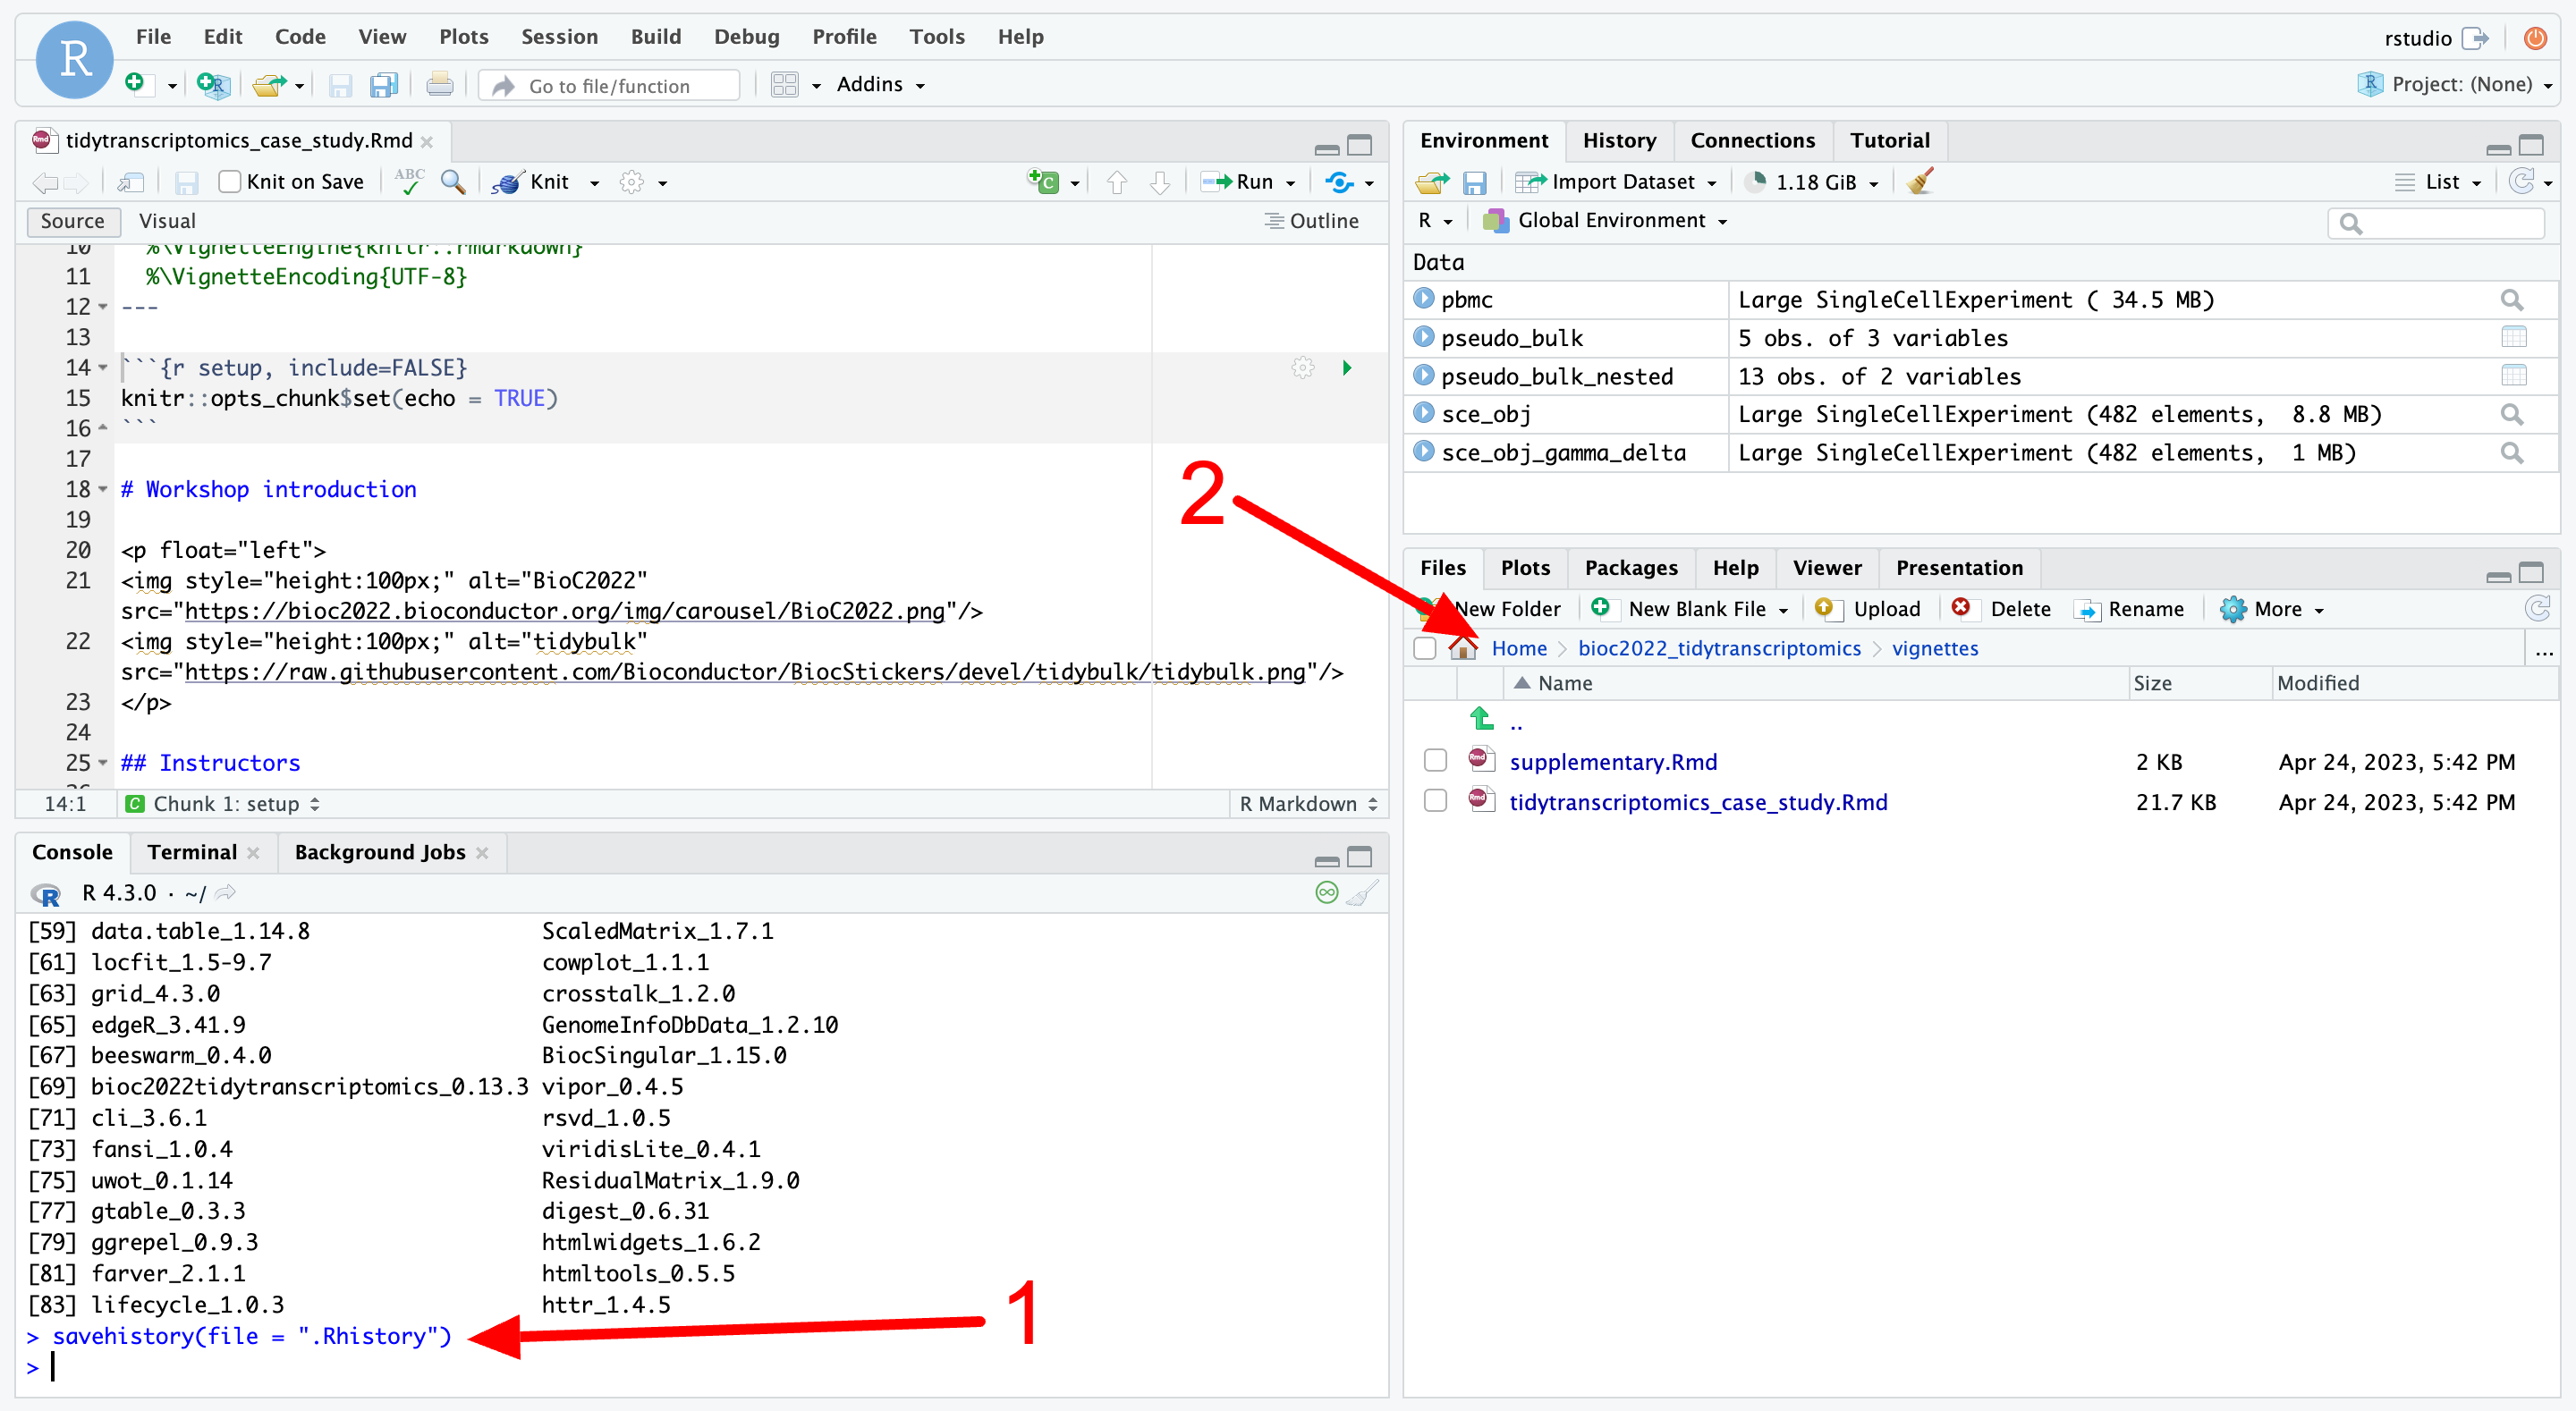 R
File Edit Code View Plots Session Build Debug Profile Tools Help
rstudio
Go to file/function
Addins
Project: (None)
tidytranscriptomics_case_study.Rmd
Knit on Save
ABC
Knit
Run
Source Visual
Outline
10 %\VignetteEngine{knitr::rmarkdown}
11 %\VignetteEncoding{UTF-8}
12 ---
13
14 ```{r setup, include=FALSE}
15 knitr::opts_chunk$set(echo = TRUE)
16 ```
17
18 # Workshop introduction
19
20 <p float="left">
21 <img style="height:100px;" alt="BioC2022"
src="https://bioc2022.bioconductor.org/img/carousel/BioC2022.png"/>
22 <img style="height:100px;" alt="tidybulk"
src="https://raw.githubusercontent.com/Bioconductor/BiocStickers/devel/tidybulk/tidybulk.png"/>
23 </p>
24
25 ## Instructors
14:1 C Chunk 1: setup R Markdown
Console Terminal Background Jobs
R R 4.3.0 · ~/
[59] data.table_1.14.8 ScaledMatrix_1.7.1
[61] locfit_1.5-9.7 cowplot_1.1.1
[63] grid_4.3.0 crosstalk_1.2.0
[65] edgeR_3.41.9 GenomeInfoDbData_1.2.10
[67] beeswarm_0.4.0 BiocSingular_1.15.0
[69] bioc2022tidytranscriptomics_0.13.3 vipor_0.4.5
[71] cli_3.6.1 rsvd_1.0.5
[73] fansi_1.0.4 viridisLite_0.4.1
[75] uwot_0.1.14 ResidualMatrix_1.9.0
[77] gtable_0.3.3 digest_0.6.31
[79] ggrepel_0.9.3 htmlwidgets_1.6.2
[81] farver_2.1.1 htmltools_0.5.5
[83] lifecycle_1.0.3 httr_1.4.5
> savehistory(file = ".Rhistory")
>
1
2
Environment History Connections Tutorial
Import Dataset 1.18 GiB List
R Global Environment
Data
pbmc Large SingleCellExperiment ( 34.5 MB)
pseudo_bulk 5 obs. of 3 variables
pseudo_bulk_nested 13 obs. of 2 variables
sce_obj Large SingleCellExperiment (482 elements, 8.8 MB)
sce_obj_gamma_delta Large SingleCellExperiment (482 elements, 1 MB)
Files Plots Packages Help Viewer Presentation
New Folder New Blank File Upload Delete Rename More
Home bioc2022_tidytranscriptomics vignettes ...
Name Size Modified
..
supplementary.Rmd 2 KB Apr 24, 2023, 5:42 PM
tidytranscriptomics_case_study.Rmd 21.7 KB Apr 24, 2023, 5:42 PM